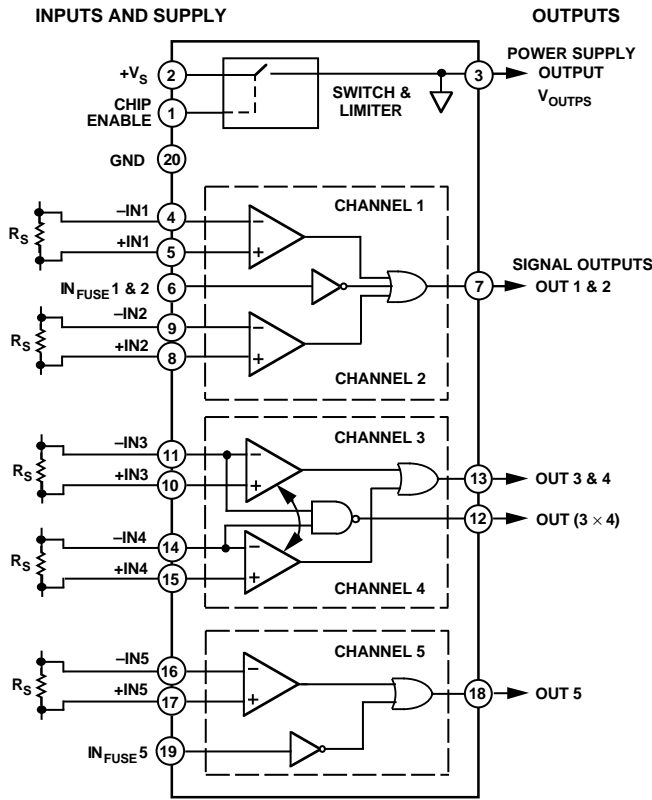 INPUTS AND SUPPLY
OUTPUTS
+VS
2
CHIP
ENABLE
1
SWITCH &
LIMITER
3
POWER SUPPLY
OUTPUT
VOUTPS
GND
20
CHANNEL 1
RS
–IN1
4
–
+IN1
5
+
INFUSE 1 & 2
6
SIGNAL OUTPUTS
7
OUT 1 & 2
RS
–IN2
9
–
+IN2
8
+
CHANNEL 2
CHANNEL 3
RS
–IN3
11
–
+IN3
10
+
13
OUT 3 & 4
12
OUT (3 × 4)
RS
–IN4
14
–
+IN4
15
+
CHANNEL 4
CHANNEL 5
RS
–IN5
16
–
+IN5
17
+
18
OUT 5
INFUSE 5
19